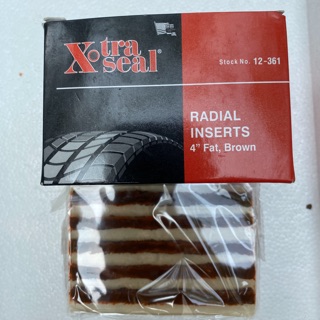 Xtra
seal®
Stock No. 12-361
RADIAL
INSERTS
4" Fat, Brown